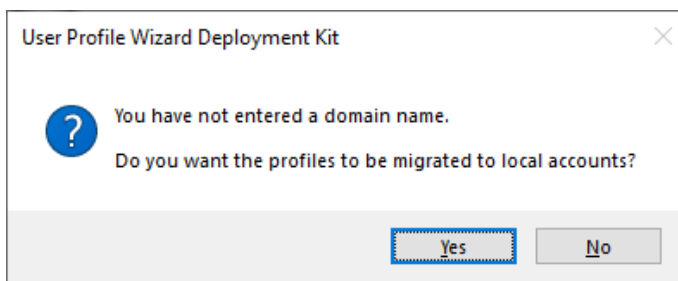 User Profile Wizard Deployment Kit
You have not entered a domain name.
Do you want the profiles to be migrated to local accounts?
Yes
No